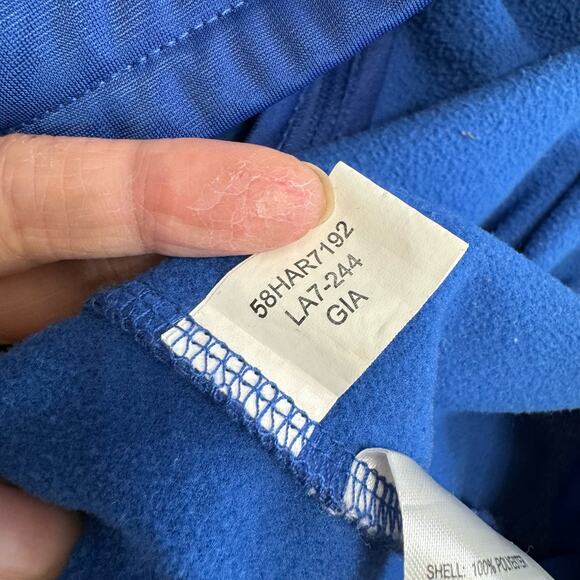 58HAR7192
LA7-244
GIA
SHELL: 100% POLYESTER